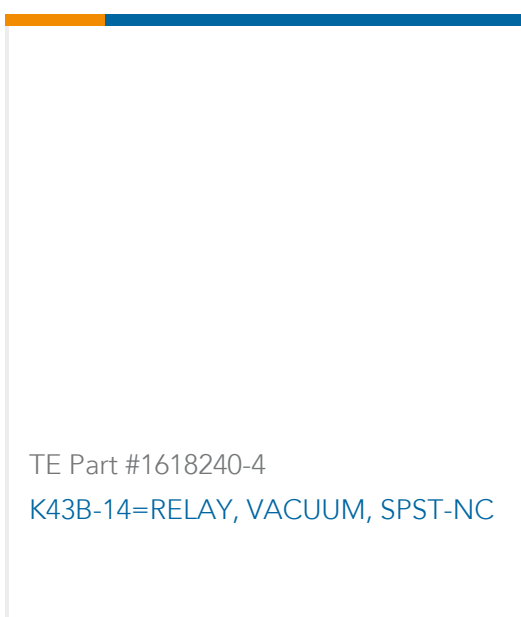 TE Part #1618240-4
K43B-14=RELAY, VACUUM, SPST-NC